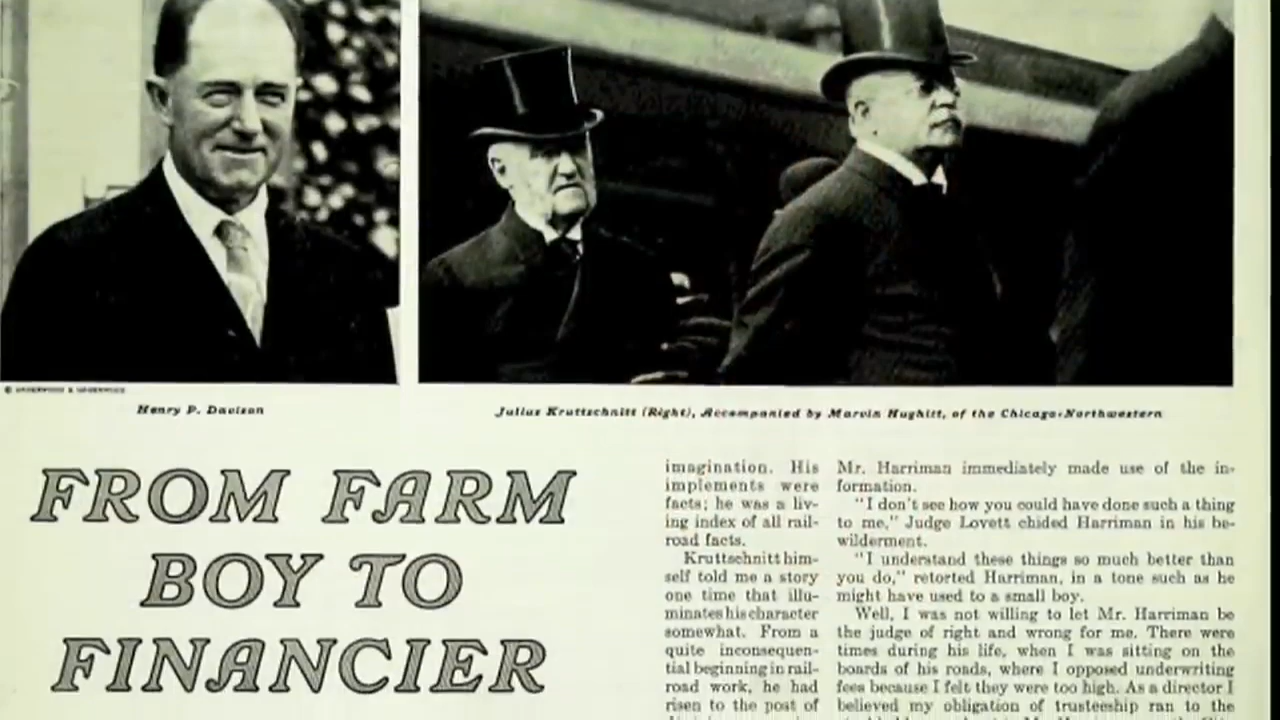 © UNDERWOOD & UNDERWOOD
Henry P. Davison
Julius Kruttschnitt (Right), Accompanied by Marvin Hughitt, of the Chicago-Northwestern
FROM FARM
BOY TO
FINANCIER
imagination. His
implements were
facts; he was a liv-
ing index of all rail-
road facts.
Kruttschnitt him-
self told me a story
one time that illu-
minates his character
somewhat. From a
quite inconsequen-
tial beginning in rail-
road work, he had
risen to the post of
Mr. Harriman immediately made use of the in-
formation.
"I don't see how you could have done such a thing
to me," Judge Lovett chided Harriman in his be-
wilderment.
"I understand these things so much better than
you do," retorted Harriman, in a tone such as he
might have used to a small boy.
Well, I was not willing to let Mr. Harriman be
the judge of right and wrong for me. There were
times during his life, when I was sitting on the
boards of his roads, where I opposed underwriting
fees because I felt they were too high. As a director I
believed my obligation of trusteeship ran to the